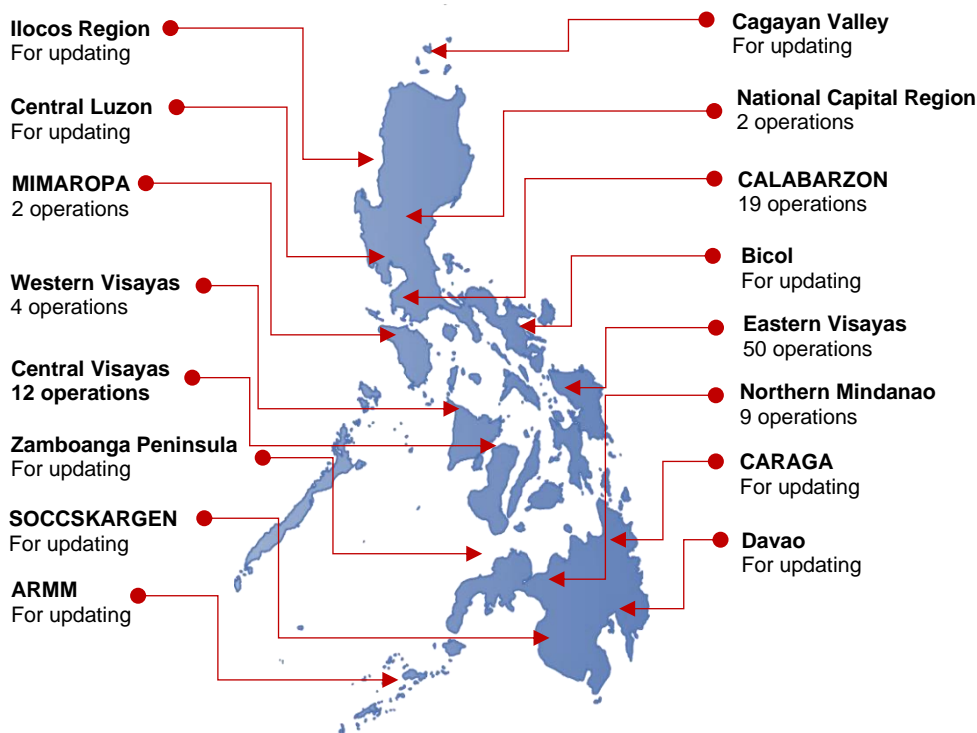 Ilocos Region
For updating
Central Luzon
For updating
MIMAROPA
2 operations
Western Visayas
4 operations
Central Visayas
12 operations
Zamboanga Peninsula
For updating
SOCCSKARGEN
For updating
ARMM
For updating
Cagayan Valley
For updating
National Capital Region
2 operations
CALABARZON
19 operations
Bicol
For updating
Eastern Visayas
50 operations
Northern Mindanao
9 operations
CARAGA
For updating
Davao
For updating